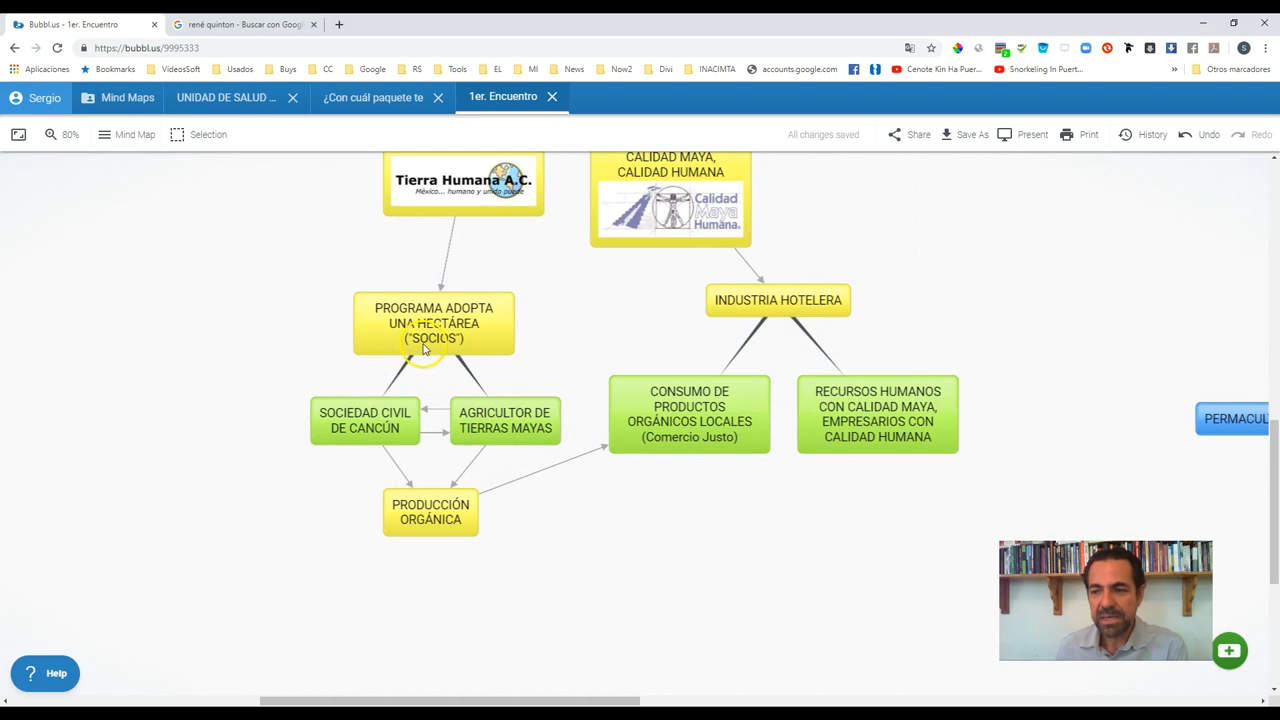 Bubbl.us - 1er. Encuentro
rené quinton - Buscar con Googl
https://bubbl.us/9995333
S
Aplicaciones
Bookmarks
VideosSoft
Usados
Buys
CC
Google
RS
Tools
EL
MI
News
Now2
Divi
INACIMTA
accounts.google.com
Cenote Kin Ha Puer...
Snorkeling In Puert...
»
Otros marcadores
Sergio
Mind Maps
UNIDAD DE SALUD ...
¿Con cuál paquete te
1er. Encuentro
80%
Mind Map
Selection
All changes saved
Share
Save As
Present
Print
History
Undo
Redo
Tierra Humana A.C.
México... humano y unido puede
CALIDAD MAYA,
CALIDAD HUMANA
Calidad
Maya
Humana®
PROGRAMA ADOPTA
UNA HECTÁREA
("SOCIOS")
INDUSTRIA HOTELERA
SOCIEDAD CIVIL
DE CANCÚN
AGRICULTOR DE
TIERRAS MAYAS
CONSUMO DE
PRODUCTOS
ORGÁNICOS LOCALES
(Comercio Justo)
RECURSOS HUMANOS
CON CALIDAD MAYA,
EMPRESARIOS CON
CALIDAD HUMANA
PERMACUL
PRODUCCIÓN
ORGÁNICA
? Help